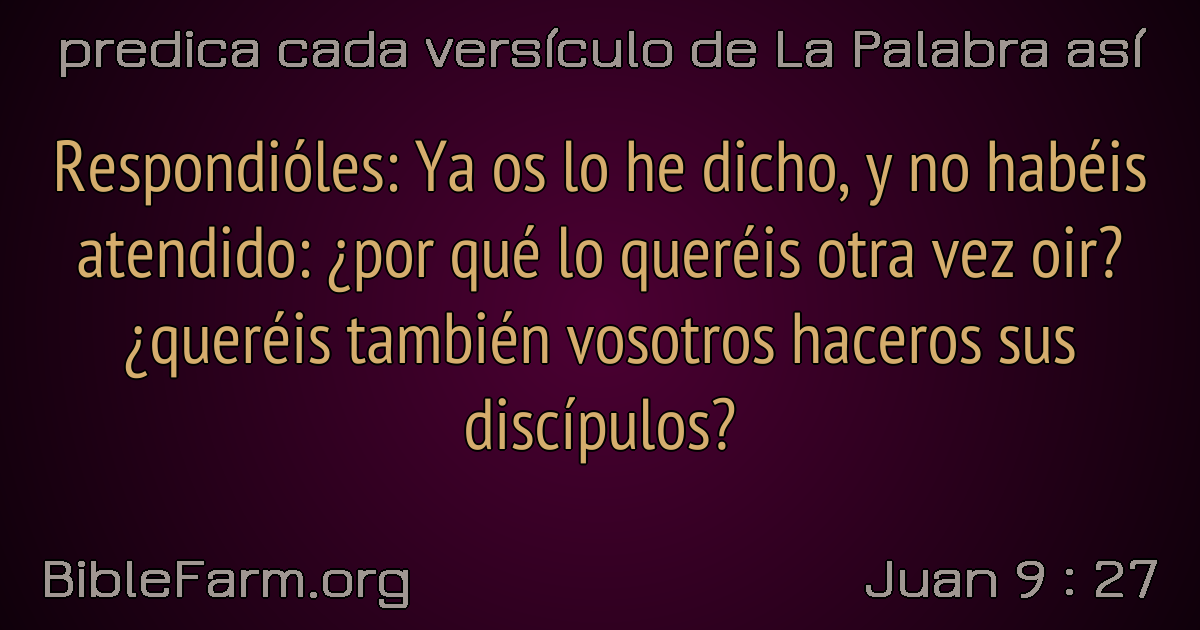 predica cada versículo de La Palabra así
Respondióles: Ya os lo he dicho, y no habéis
atendido: ¿por qué lo queréis otra vez oir?
¿queréis también vosotros haceros sus
discípulos?
BibleFarm.org
Juan 9 : 27